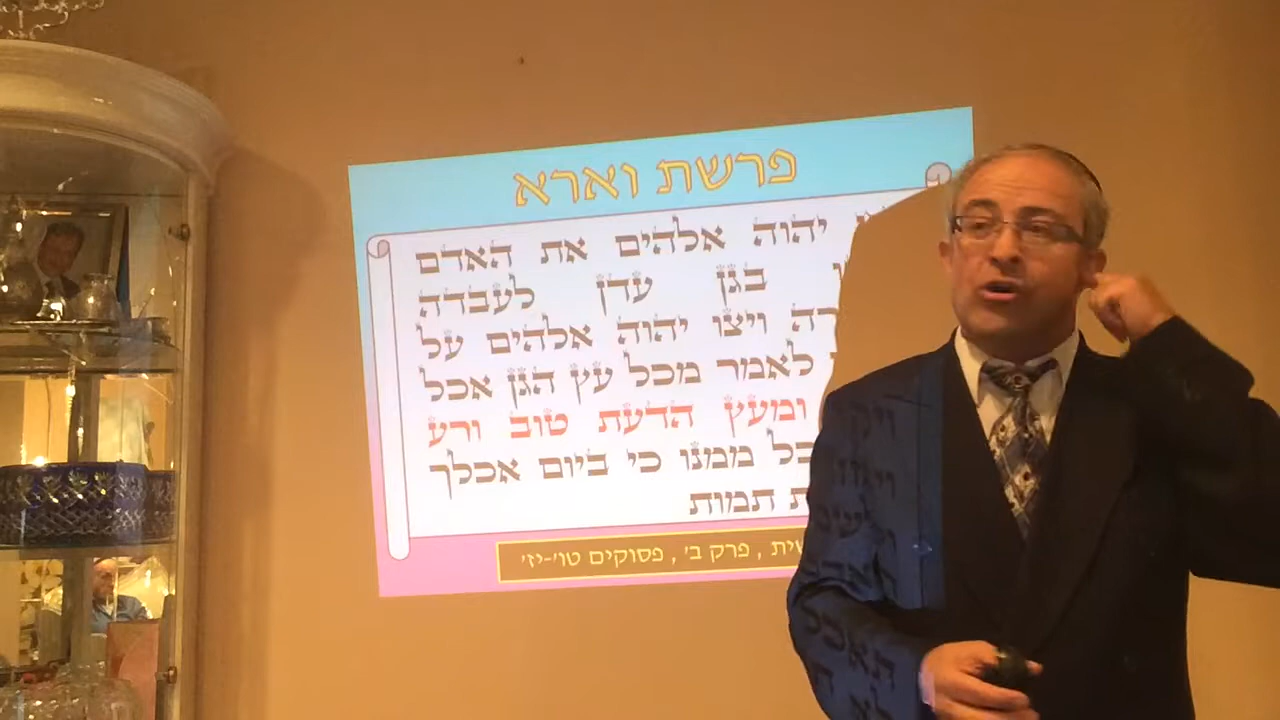 פרשת וארא
יהוה אלהים את האדם
בגן עדן לעבדה
ויצו יהוה אלהים על
לאמר מכל עץ הגן אכל
ומעץ הדעת טוב ורע
ממנו כי ביום אכלך
תמות
פרק ב', פסוקים טו'-יז'